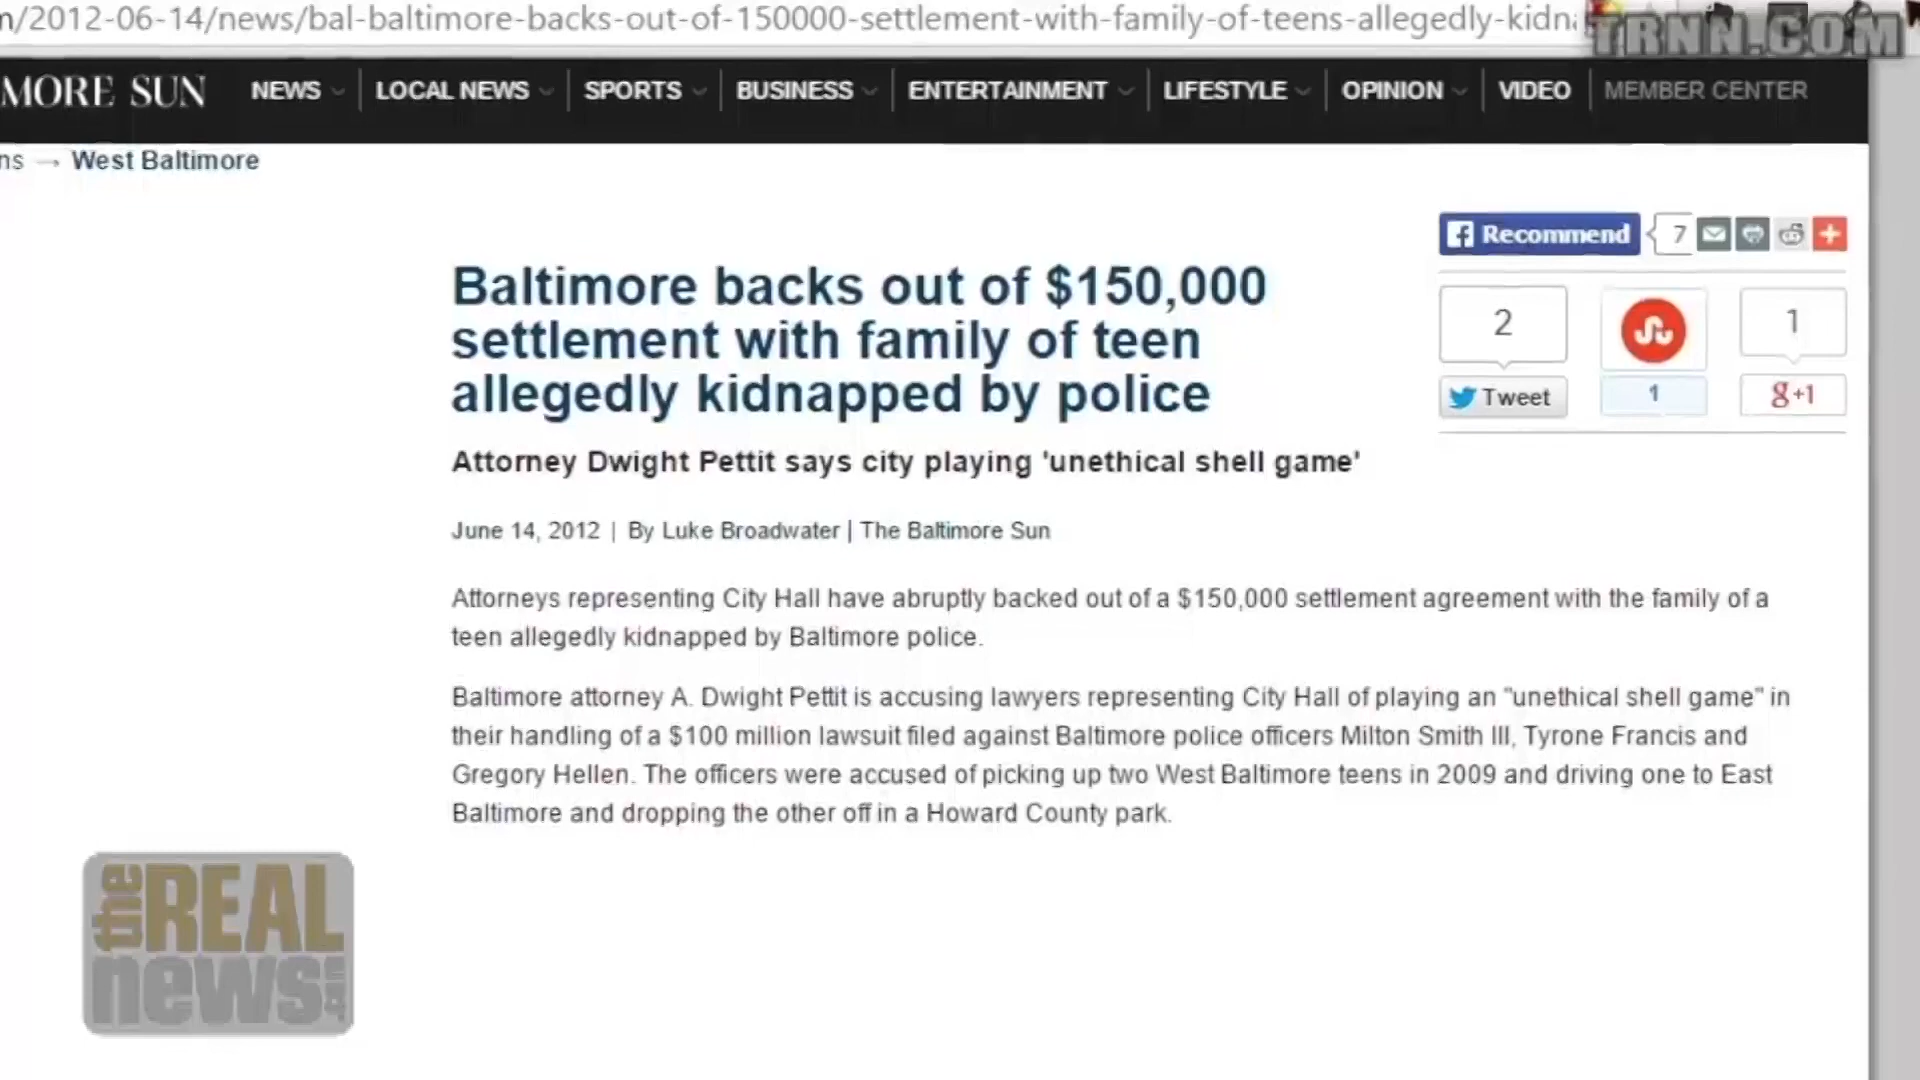 n/2012-06-14/news/bal-baltimore-backs-out-of-150000-settlement-with-family-of-teens-allegedly-kidna
TRNN.COM
MORE SUN NEWS LOCAL NEWS SPORTS BUSINESS ENTERTAINMENT LIFESTYLE OPINION VIDEO MEMBER CENTER
ns → West Baltimore
Recommend 7
Baltimore backs out of $150,000
settlement with family of teen
allegedly kidnapped by police
2 1
Tweet 1 g+1
Attorney Dwight Pettit says city playing 'unethical shell game'
June 14, 2012 | By Luke Broadwater | The Baltimore Sun
Attorneys representing City Hall have abruptly backed out of a $150,000 settlement agreement with the family of a
teen allegedly kidnapped by Baltimore police.
Baltimore attorney A. Dwight Pettit is accusing lawyers representing City Hall of playing an "unethical shell game" in
their handling of a $100 million lawsuit filed against Baltimore police officers Milton Smith III, Tyrone Francis and
Gregory Hellen. The officers were accused of picking up two West Baltimore teens in 2009 and driving one to East
Baltimore and dropping the other off in a Howard County park.
the REAL
news